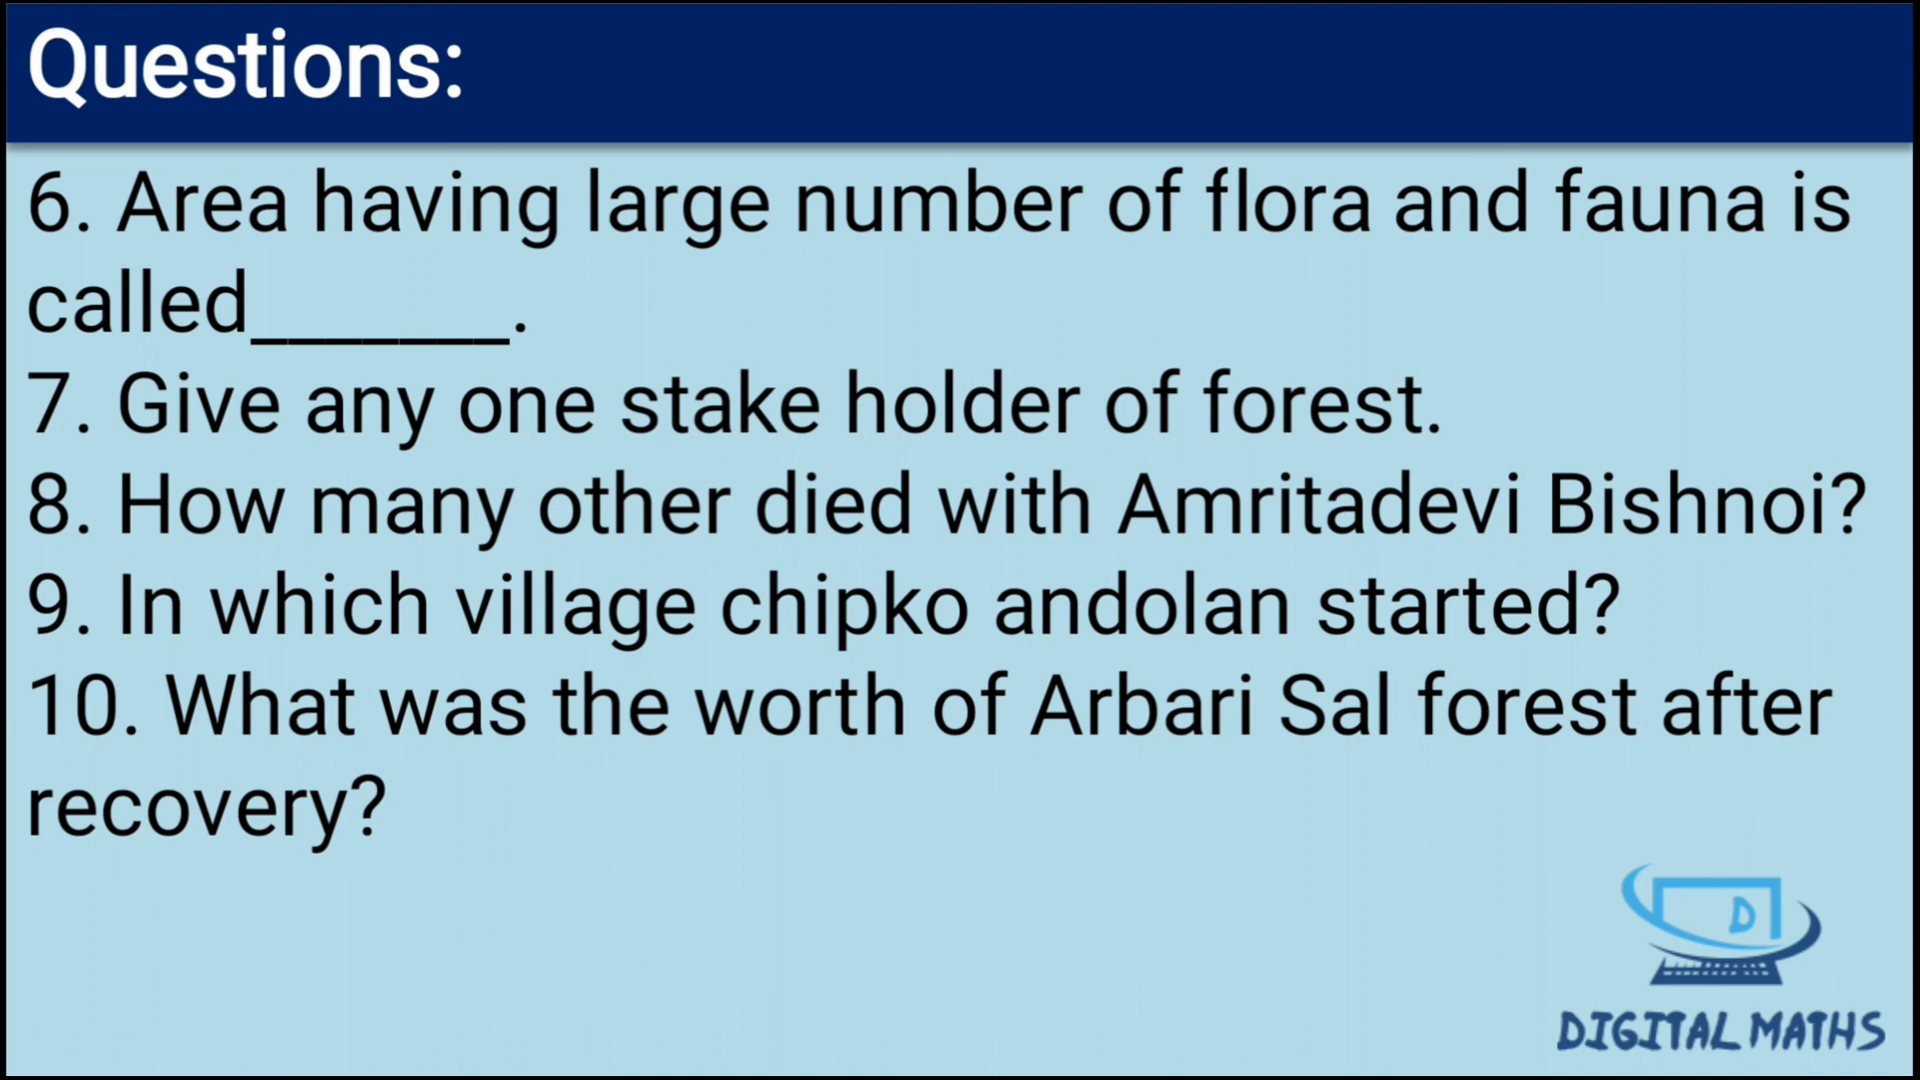 Questions:
6. Area having large number of flora and fauna is
called_______.
7. Give any one stake holder of forest.
8. How many other died with Amritadevi Bishnoi?
9. In which village chipko andolan started?
10. What was the worth of Arbari Sal forest after
recovery?
D
DIGITAL MATHS